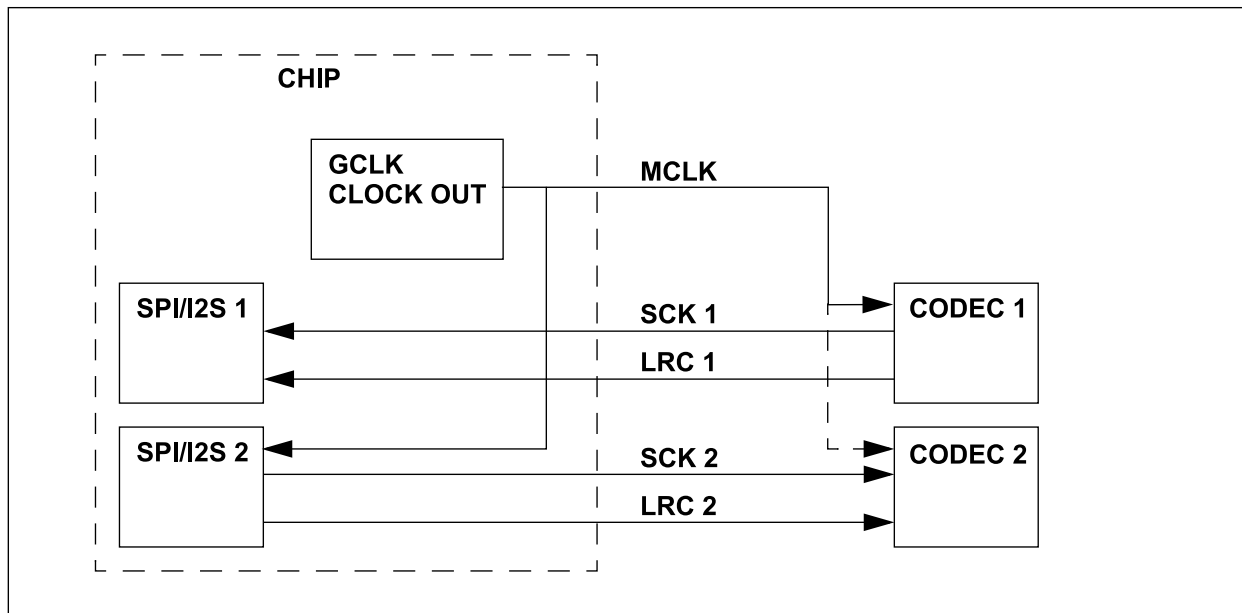 CHIP
GCLK
CLOCK OUT
MCLK
SPI/I2S 1
SCK 1
CODEC 1
LRC 1
SPI/I2S 2
SCK 2
CODEC 2
LRC 2